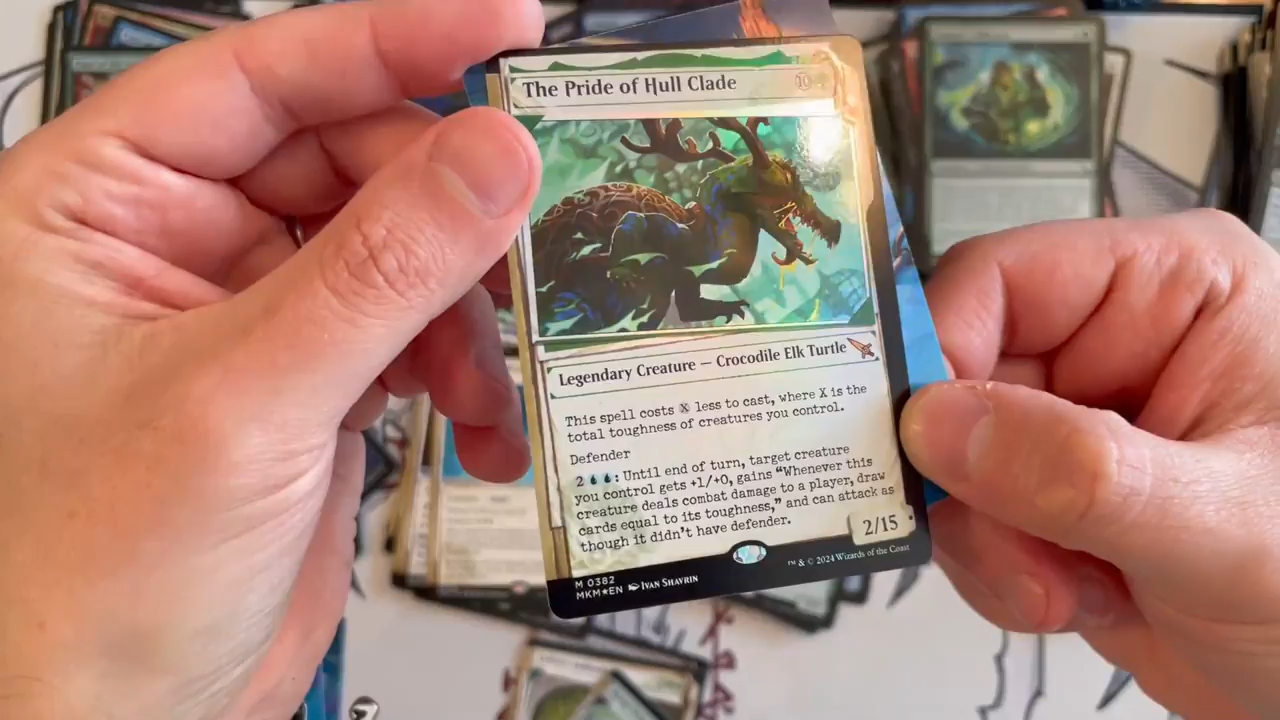 The Pride of Hull Clade 10
Legendary Creature — Crocodile Elk Turtle
This spell costs X less to cast, where X is the
total toughness of creatures you control.
Defender
2 : Until end of turn, target creature
you control gets +1/+0, gains "Whenever this
creature deals combat damage to a player, draw
cards equal to its toughness," and can attack as
though it didn't have defender.
2/15
M 0382
MKM★EN IVAN SHAVRIN
™ & © 2024 Wizards of the Coast